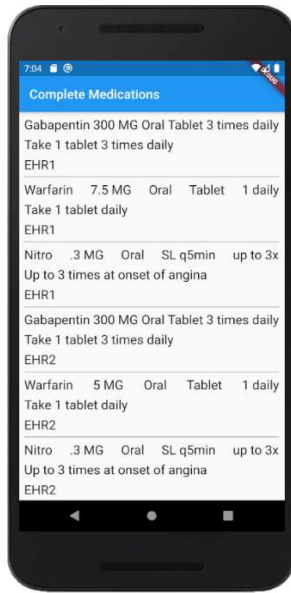 7:04
DEBUG
Complete Medications
Gabapentin 300 MG Oral Tablet 3 times daily
Take 1 tablet 3 times daily
EHR1
Warfarin 7.5 MG Oral Tablet 1 daily
Take 1 tablet daily
EHR1
Nitro .3 MG Oral SL q5min up to 3x
Up to 3 times at onset of angina
EHR1
Gabapentin 300 MG Oral Tablet 3 times daily
Take 1 tablet 3 times daily
EHR2
Warfarin 5 MG Oral Tablet 1 daily
Take 1 tablet daily
EHR2
Nitro .3 MG Oral SL q5min up to 3x
Up to 3 times at onset of angina
EHR2